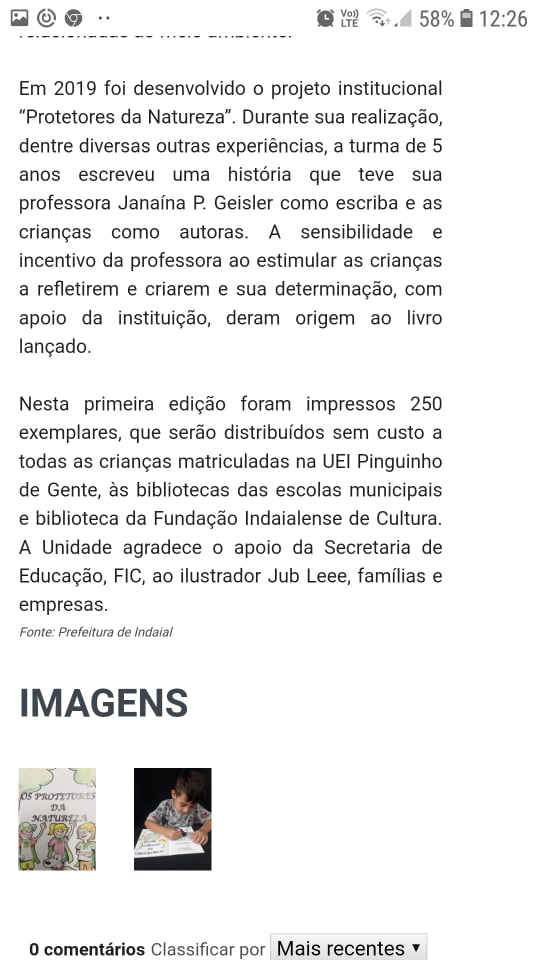 Vo))
LTE
58%
12:26
relacionadas ao meio ambiente.
Em 2019 foi desenvolvido o projeto institucional
“Protetores da Natureza”. Durante sua realização,
dentre diversas outras experiências, a turma de 5
anos escreveu uma história que teve sua
professora Janaína P. Geisler como escriba e as
crianças como autoras. A sensibilidade e
incentivo da professora ao estimular as crianças
a refletirem e criarem e sua determinação, com
apoio da instituição, deram origem ao livro
lançado.
Nesta primeira edição foram impressos 250
exemplares, que serão distribuídos sem custo a
todas as crianças matriculadas na UEI Pinguinho
de Gente, às bibliotecas das escolas municipais
e biblioteca da Fundação Indaialense de Cultura.
A Unidade agradece o apoio da Secretaria de
Educação, FIC, ao ilustrador Jub Leee, famílias e
empresas.
Fonte: Prefeitura de Indaial
IMAGENS
OS PROTETORES
DA
NATUREZA
0 comentários Classificar por Mais recentes